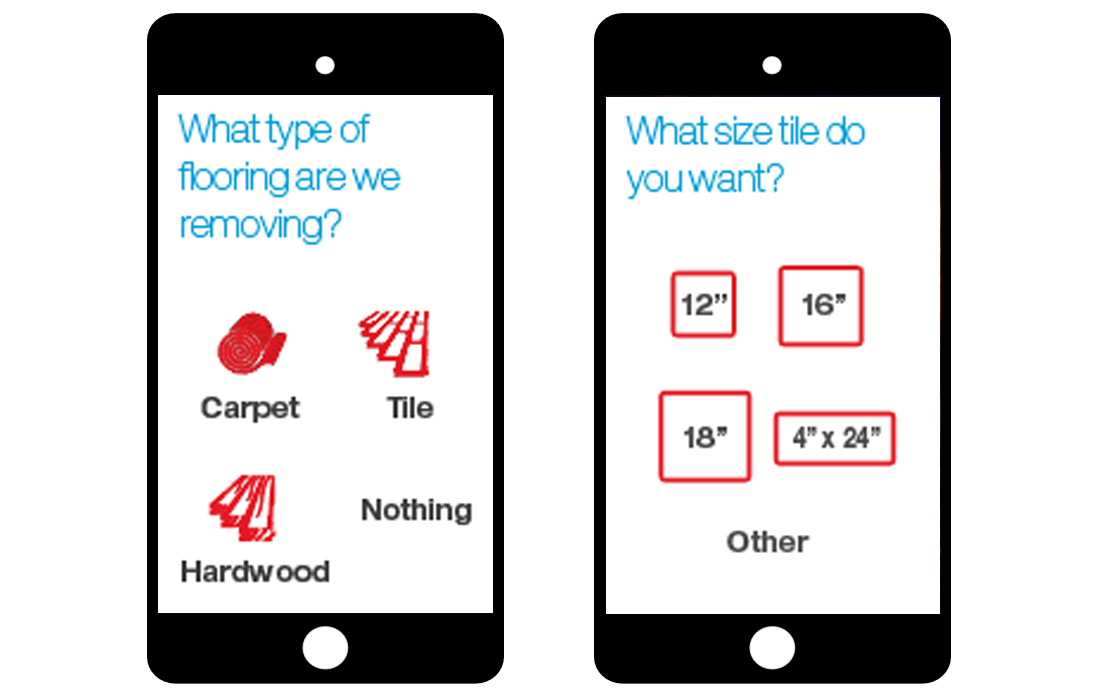 What type of
flooring are we
removing?
Carpet
Tile
Hardwood
Nothing
What size tile do
you want?
12”
16”
18”
4” x 24”
Other